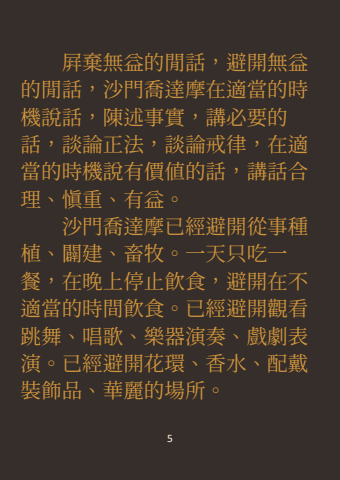 屏棄無益的閒話，避開無益
的閒話，沙門喬達摩在適當的時
機說話，陳述事實，講必要的
話，談論正法，談論戒律，在適
當的時機說有價值的話，講話合
理、慎重、有益。
沙門喬達摩已經避開從事種
植、闢建、畜牧。一天只吃一
餐，在晚上停止飲食，避開在不
適當的時間飲食。已經避開觀看
跳舞、唱歌、樂器演奏、戲劇表
演。已經避開花環、香水、配戴
裝飾品、華麗的場所。
5